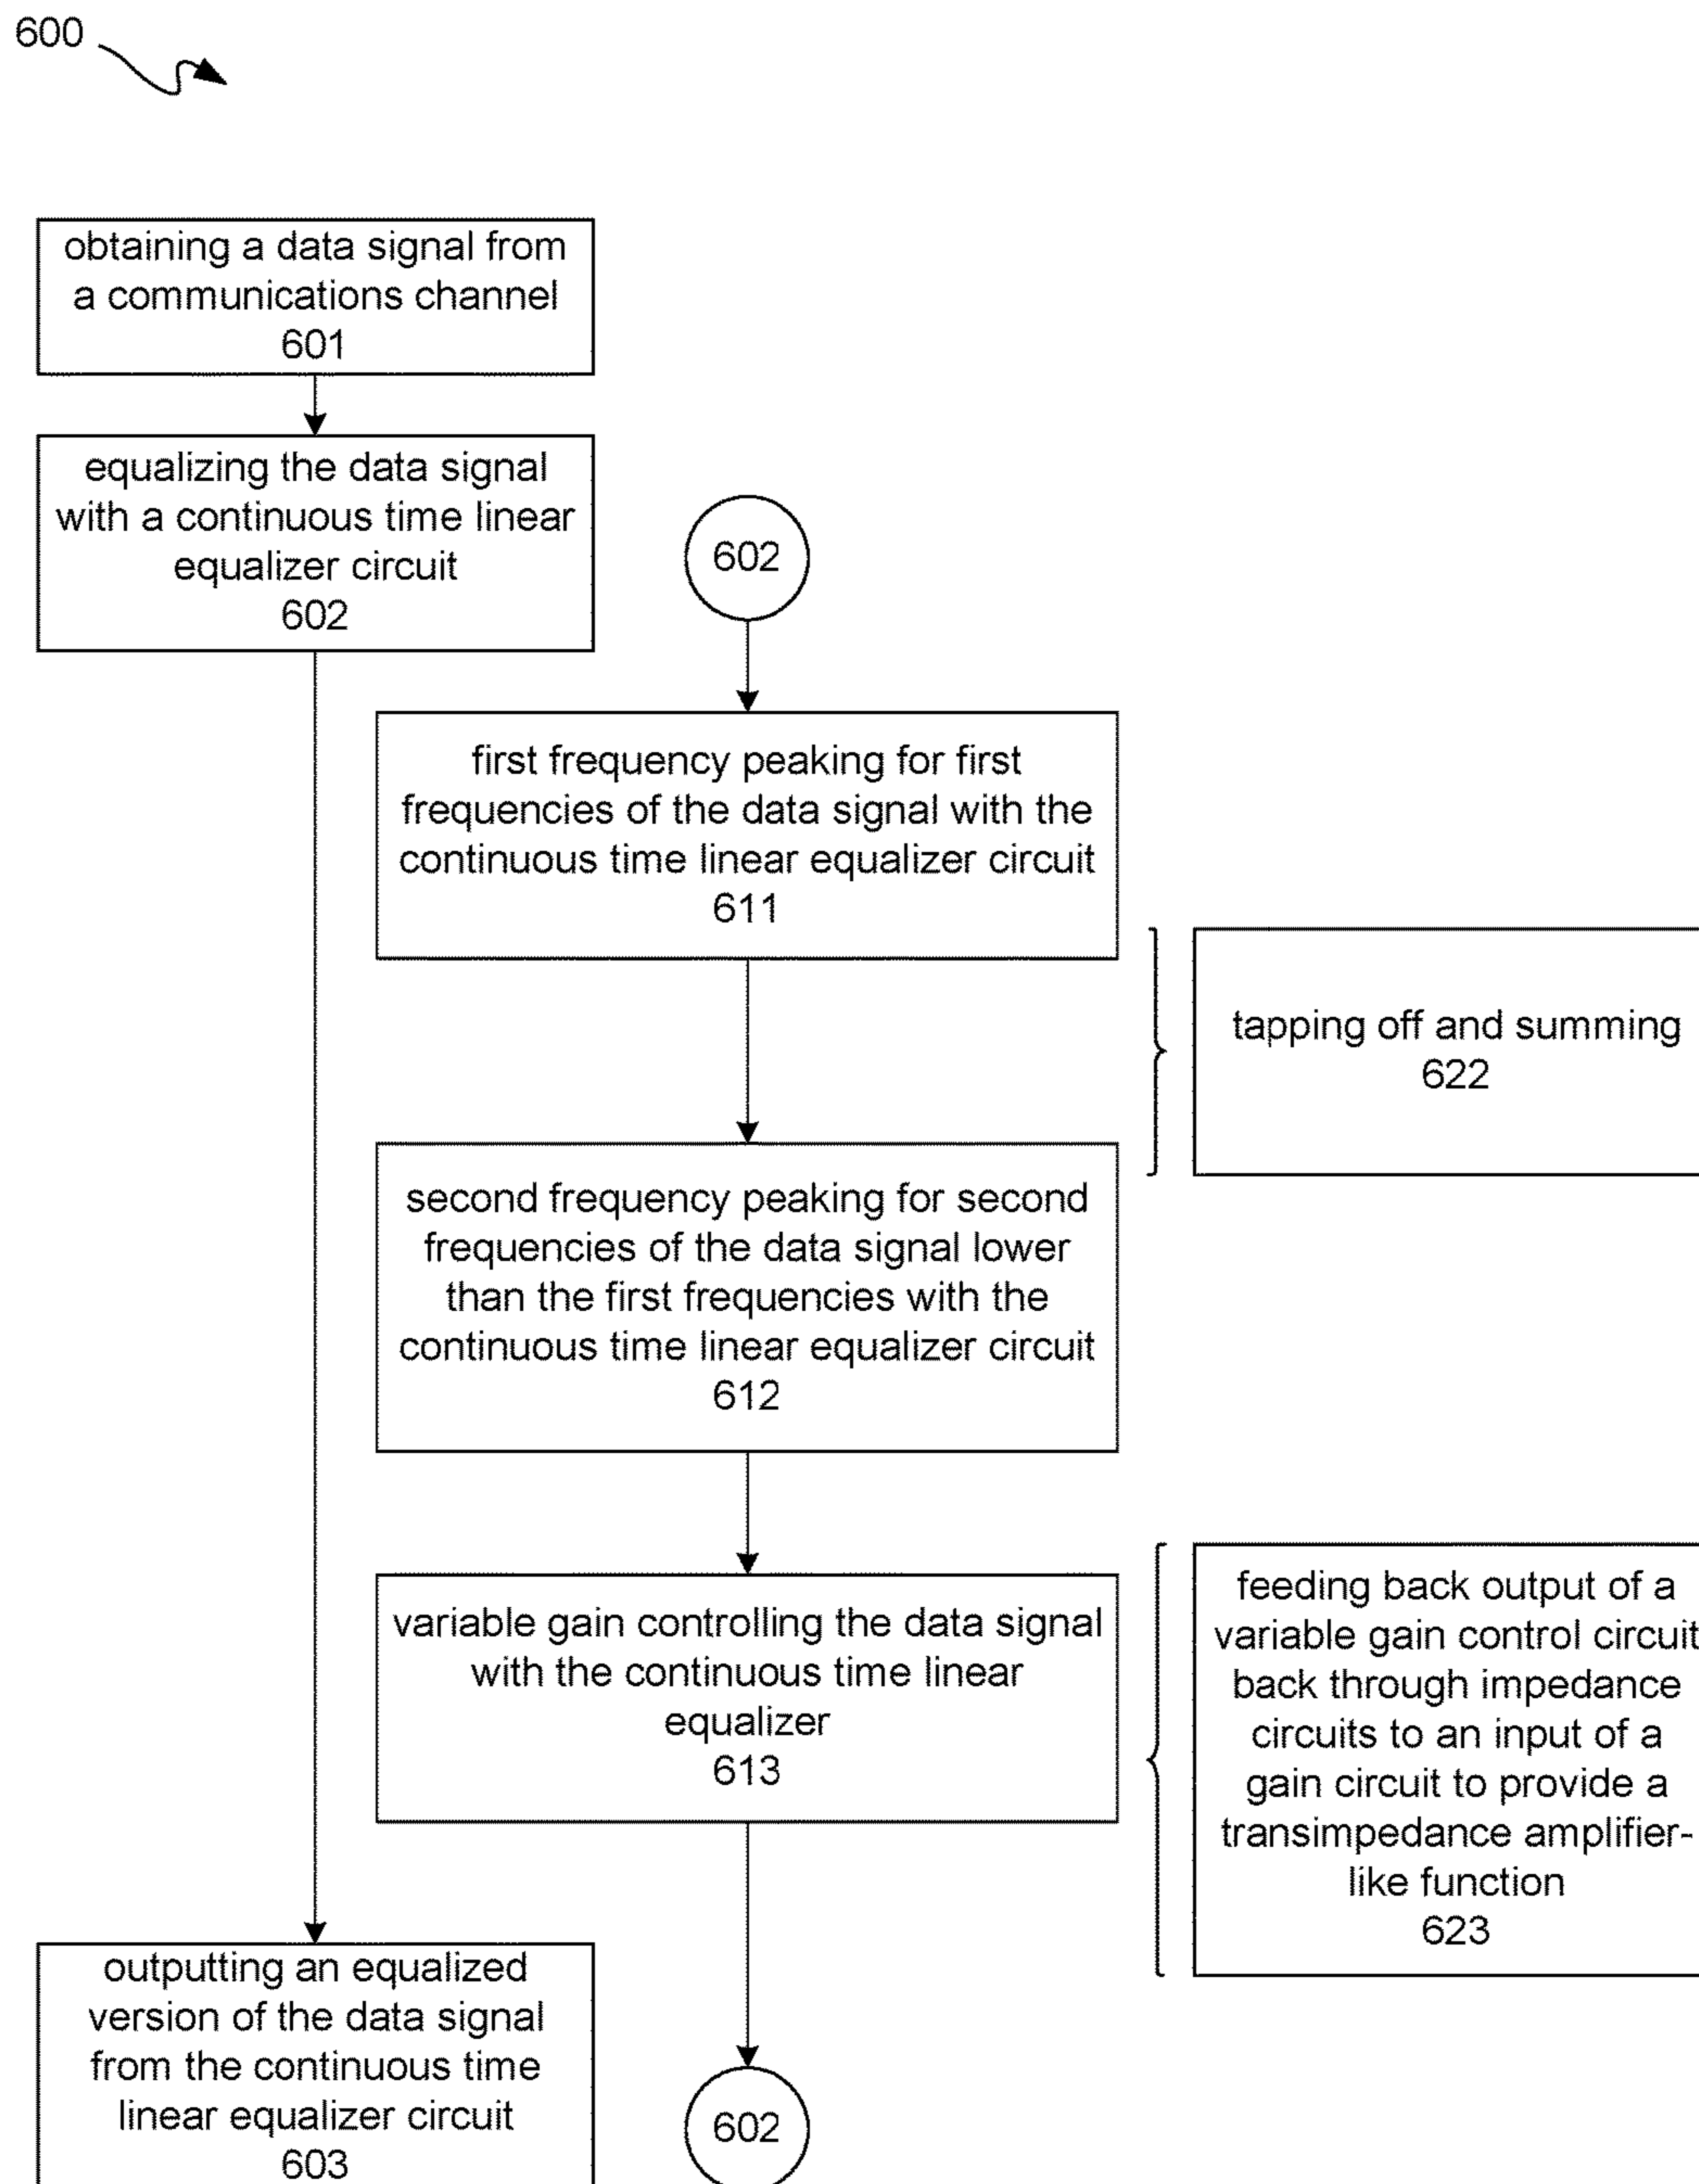 600
obtaining a data signal from
a communications channel
601
equalizing the data signal
with a continuous time linear
equalizer circuit
602
602
first frequency peaking for first
frequencies of the data signal with the
continuous time linear equalizer circuit
611
tapping off and summing
622
second frequency peaking for second
frequencies of the data signal lower
than the first frequencies with the
continuous time linear equalizer circuit
612
variable gain controlling the data signal
with the continuous time linear
equalizer
613
feeding back output of a
variable gain control circuit
back through impedance
circuits to an input of a
gain circuit to provide a
transimpedance amplifier-
like function
623
outputting an equalized
version of the data signal
from the continuous time
linear equalizer circuit
603
602